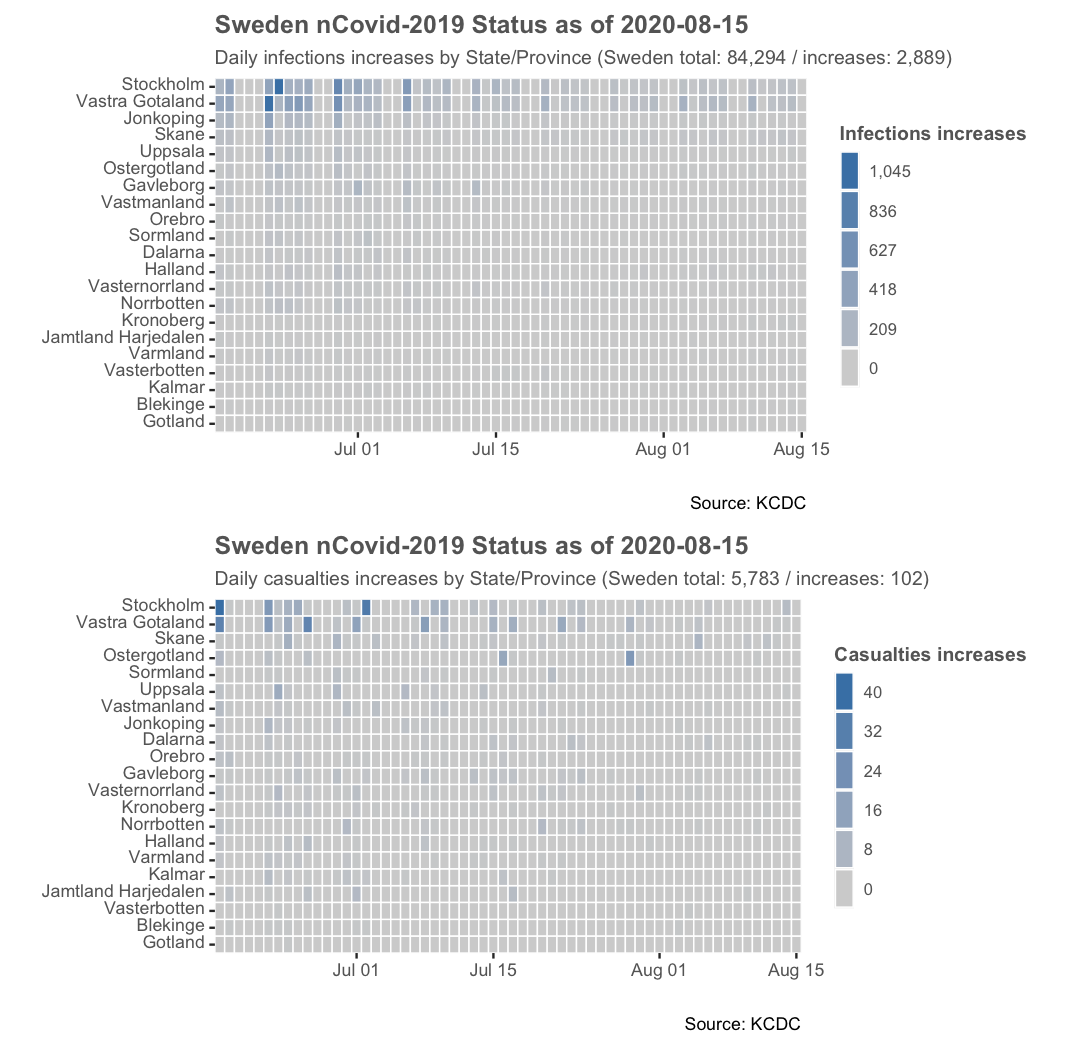 Sweden nCovid-2019 Status as of 2020-08-15
Daily infections increases by State/Province (Sweden total: 84,294 / increases: 2,889)
Stockholm
Vastra Gotaland
Jonkoping
Skane
Uppsala
Ostergotland
Gavleborg
Vastmanland
Orebro
Sormland
Dalarna
Halland
Vasternorrland
Norrbotten
Kronoberg
Jamtland Harjedalen
Varmland
Vasterbotten
Kalmar
Blekinge
Gotland
Jul 01 Jul 15 Aug 01 Aug 15
Infections increases
1,045
836
627
418
209
0
Source: KCDC
Sweden nCovid-2019 Status as of 2020-08-15
Daily casualties increases by State/Province (Sweden total: 5,783 / increases: 102)
Stockholm
Vastra Gotaland
Skane
Ostergotland
Sormland
Uppsala
Vastmanland
Jonkoping
Dalarna
Orebro
Gavleborg
Vasternorrland
Kronoberg
Norrbotten
Halland
Varmland
Kalmar
Jamtland Harjedalen
Vasterbotten
Blekinge
Gotland
Jul 01 Jul 15 Aug 01 Aug 15
Casualties increases
40
32
24
16
8
0
Source: KCDC